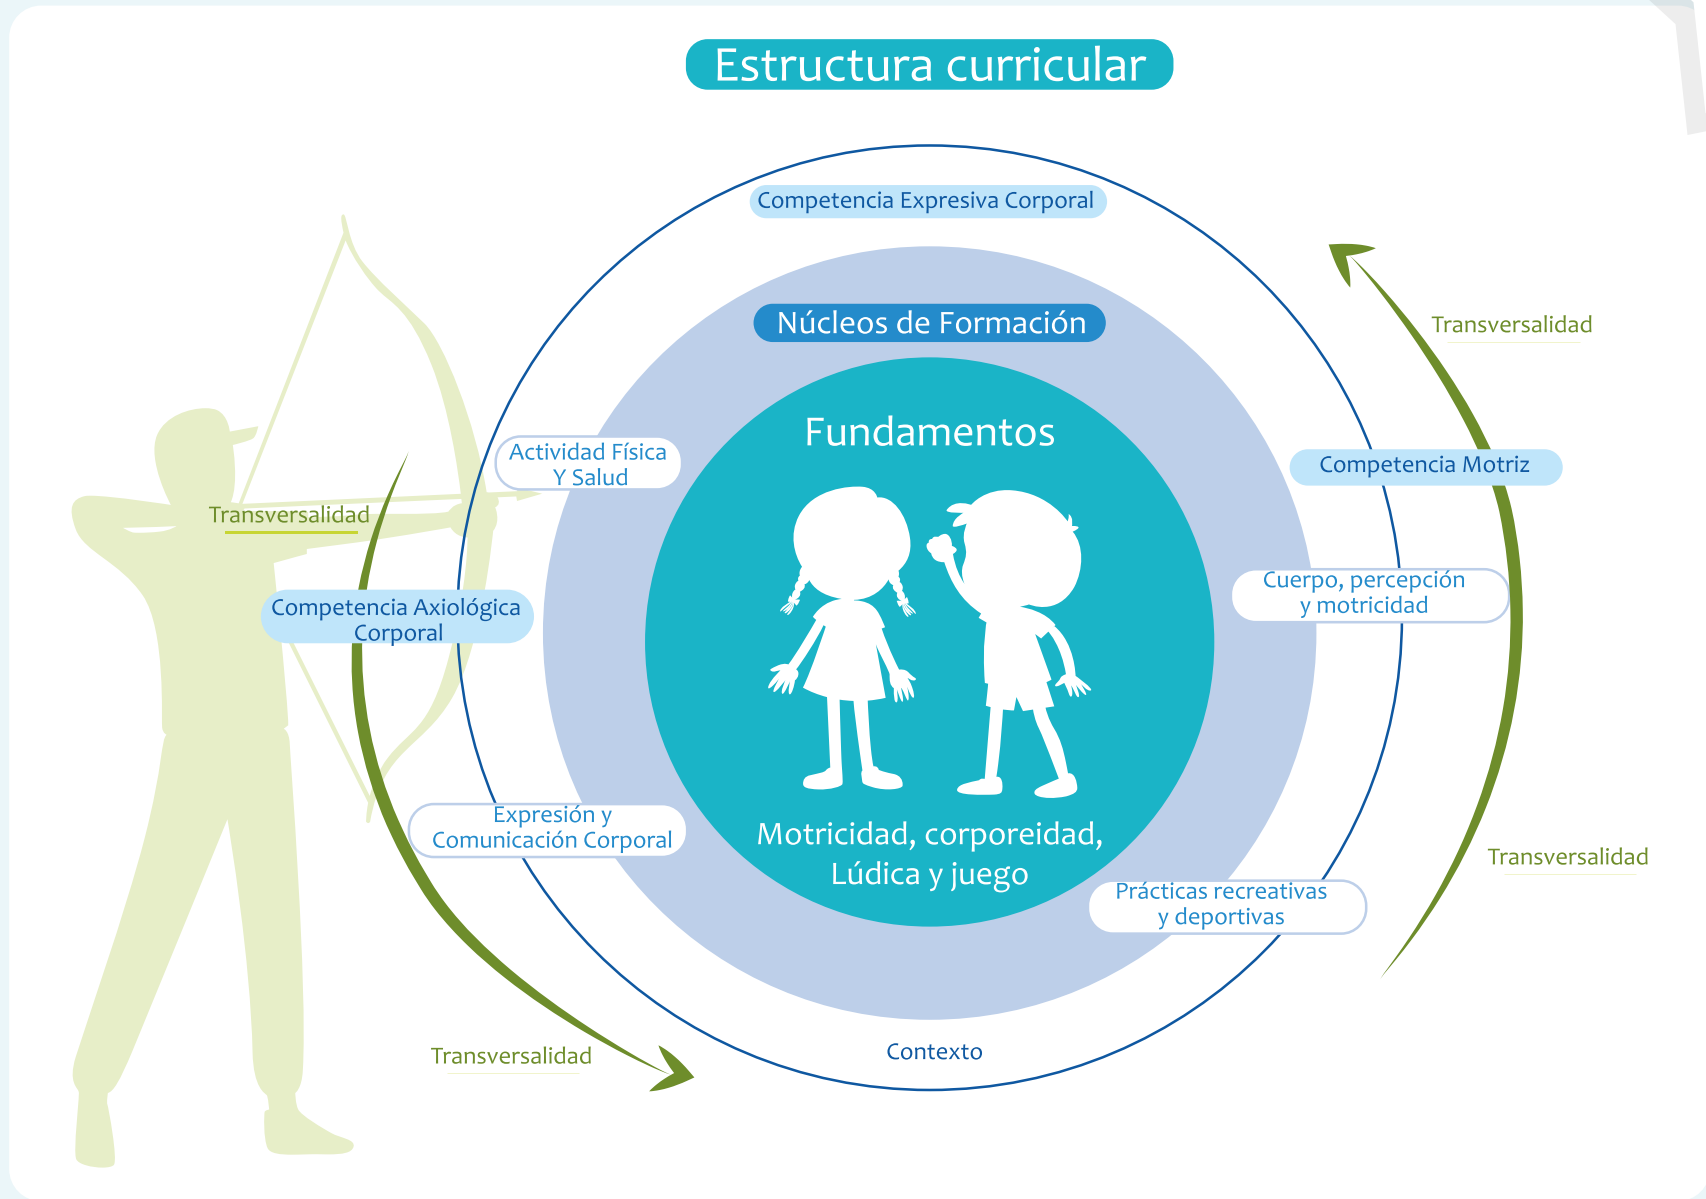 Estructura curricular
Competencia Expresiva Corporal
Núcleos de Formación
Transversalidad
Fundamentos
Actividad Física
Y Salud
Competencia Motriz
Transversalidad
Cuerpo, percepción
y motricidad
Competencia Axiológica
Corporal
Expresión y
Comunicación Corporal
Motricidad, corporeidad,
Lúdica y juego
Transversalidad
Prácticas recreativas
y deportivas
Contexto
Transversalidad